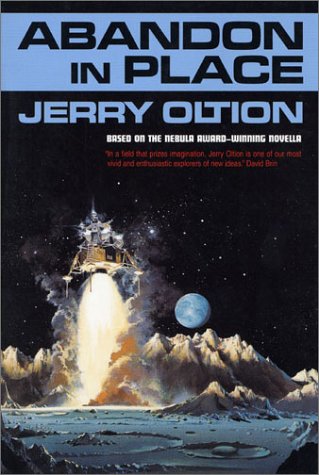 ABANDON
IN PLACE
JERRY OLTION
BASED ON THE NEBULA AWARD–WINNING NOVELLA
"In a field that prizes imagination, Jerry Oltion is one of our most
vivid and enthusiastic explorers of new ideas." David Brin